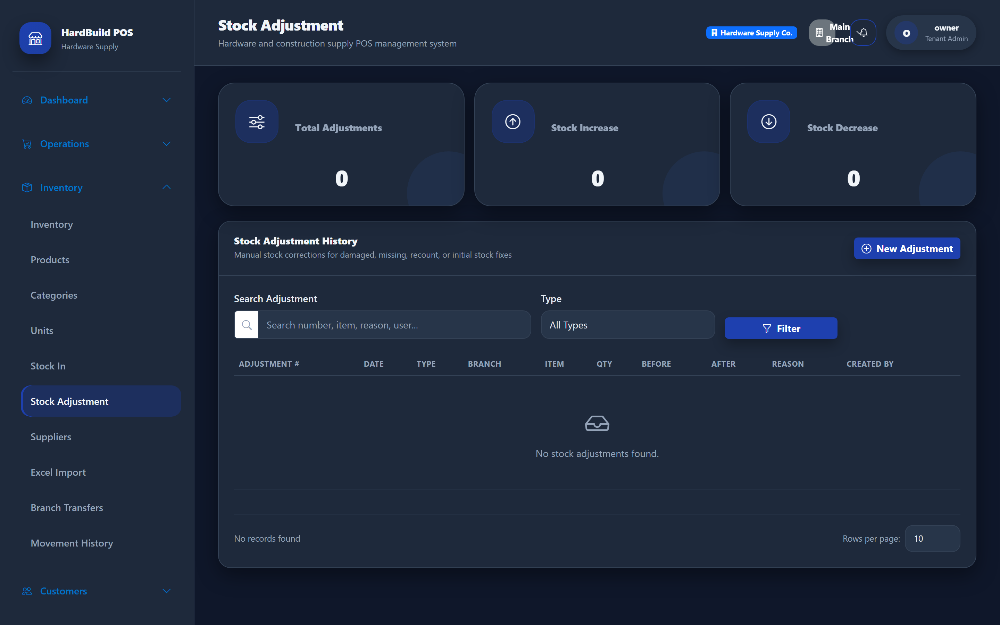 HardBuild POS
Hardware Supply
Dashboard
Operations
Inventory
Inventory
Products
Categories
Units
Stock In
Stock Adjustment
Suppliers
Excel Import
Branch Transfers
Movement History
Customers
Stock Adjustment
Hardware and construction supply POS management system
Hardware Supply Co.
Main
Branch
O
owner
Tenant Admin
Total Adjustments
0
Stock Increase
0
Stock Decrease
0
Stock Adjustment History
Manual stock corrections for damaged, missing, recount, or initial stock fixes
New Adjustment
Search Adjustment
Search number, item, reason, user...
Type
All Types
Filter
ADJUSTMENT # DATE TYPE BRANCH ITEM QTY BEFORE AFTER REASON CREATED BY
No stock adjustments found.
No records found
Rows per page: 10